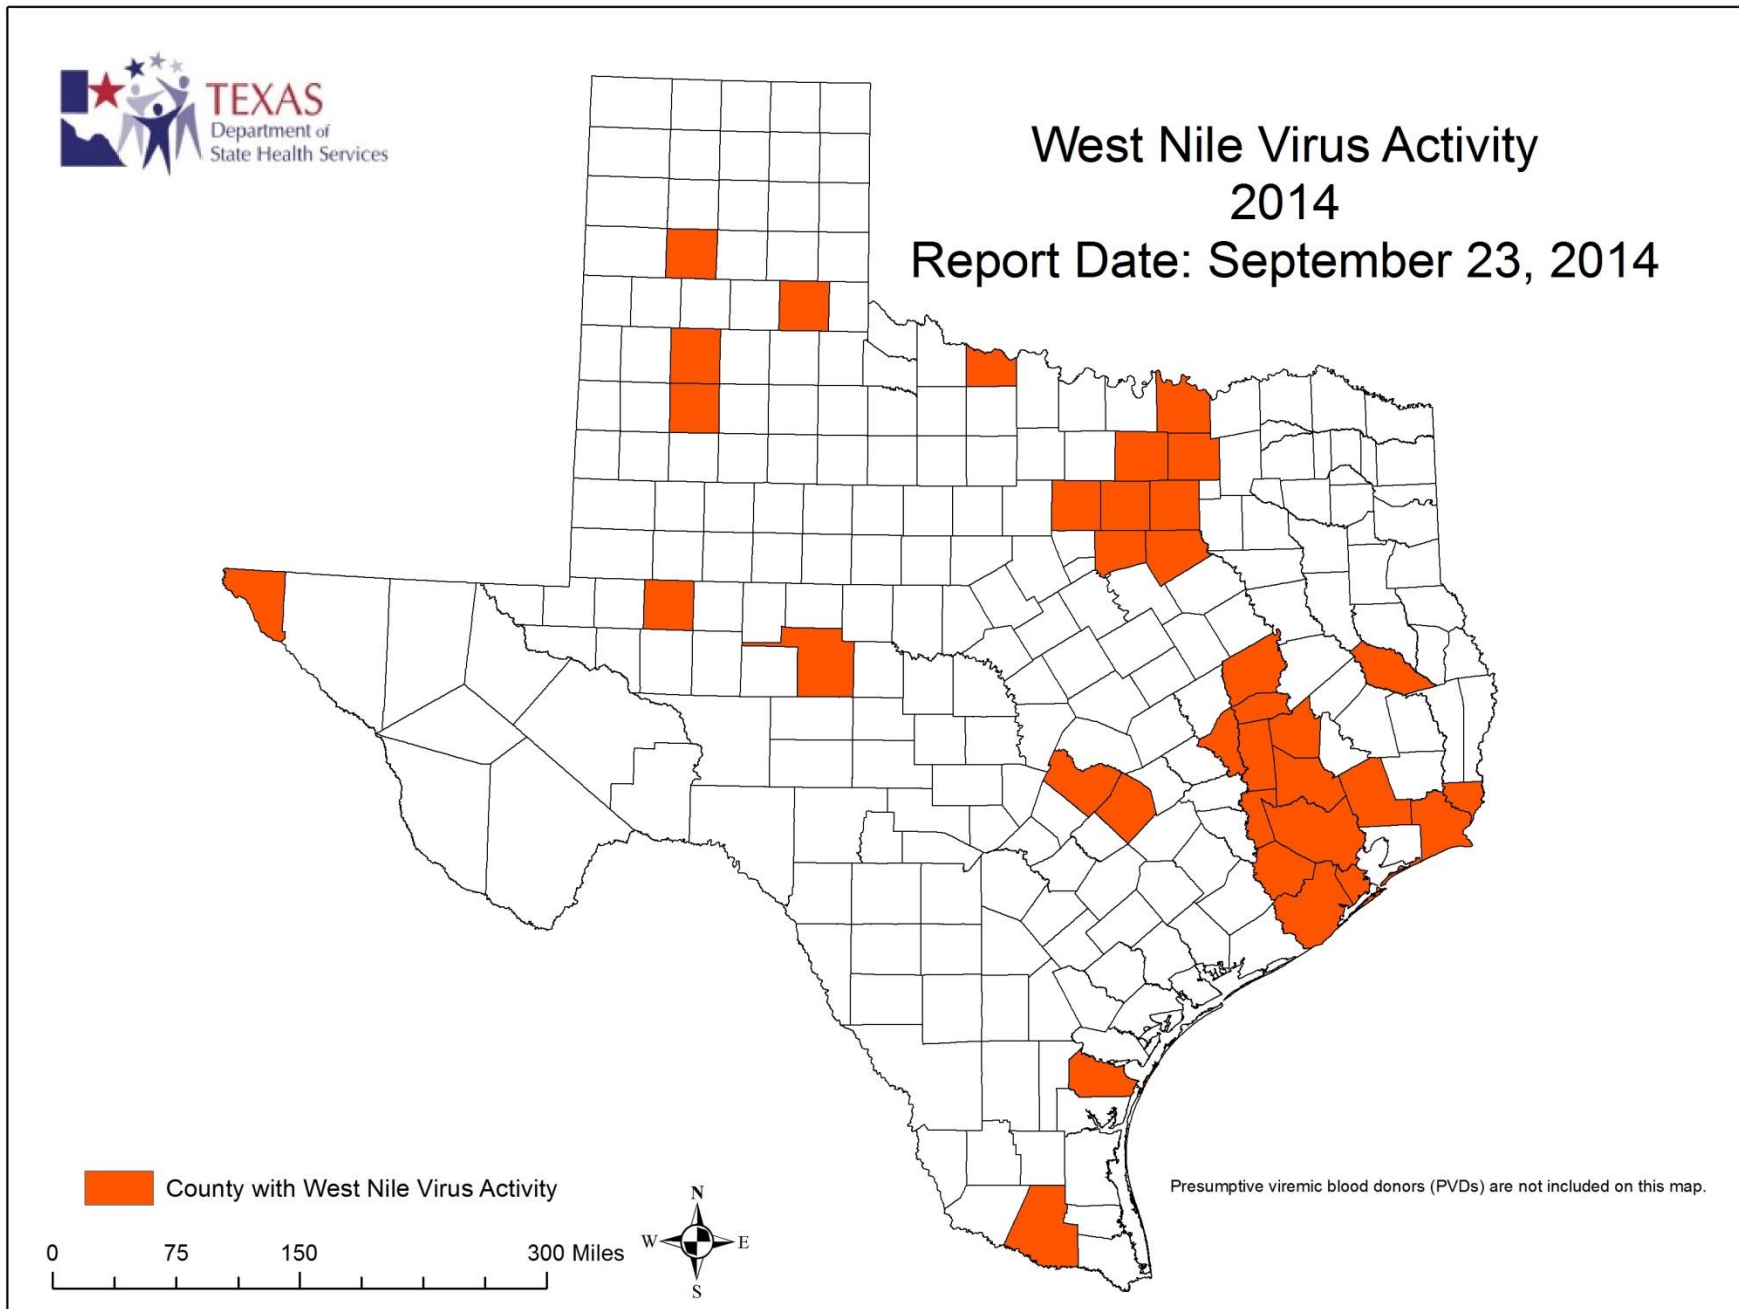 TEXAS
Department of
State Health Services
West Nile Virus Activity
2014
Report Date: September 23, 2014
County with West Nile Virus Activity
0 75 150 300 Miles
N
W E
S
Presumptive viremic blood donors (PVDs) are not included on this map.